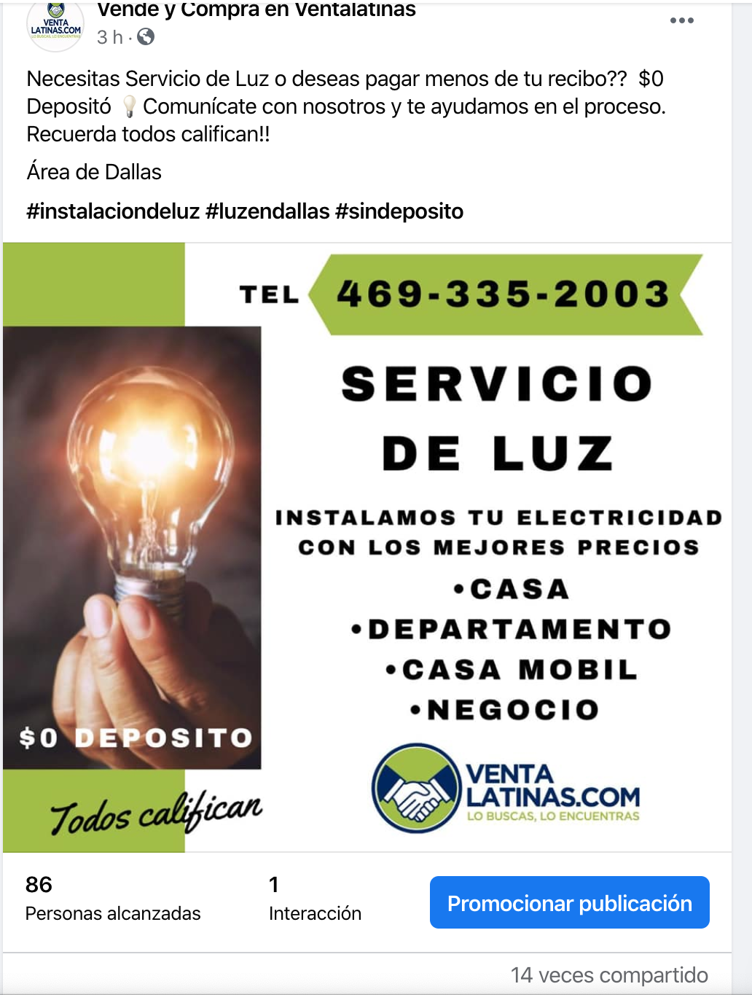 Vende y Compra en Ventalatinas
3 h ·
Necesitas Servicio de Luz o deseas pagar menos de tu recibo?? $0
Depositó 💡 Comunícate con nosotros y te ayudamos en el proceso.
Recuerda todos califican!!
Área de Dallas
#instalaciondeluz #luzendallas #sindeposito
TEL 469-335-2003
SERVICIO
DE LUZ
INSTALAMOS TU ELECTRICIDAD
CON LOS MEJORES PRECIOS
•CASA
•DEPARTAMENTO
•CASA MOBIL
•NEGOCIO
$0 DEPOSITO
Todos califican
VENTA
LATINAS.COM
LO BUSCAS, LO ENCUENTRAS
86
Personas alcanzadas
1
Interacción
Promocionar publicación
14 veces compartido
VENTA
LATINAS.COM
LO BUSCAS, LO ENCUENTRAS